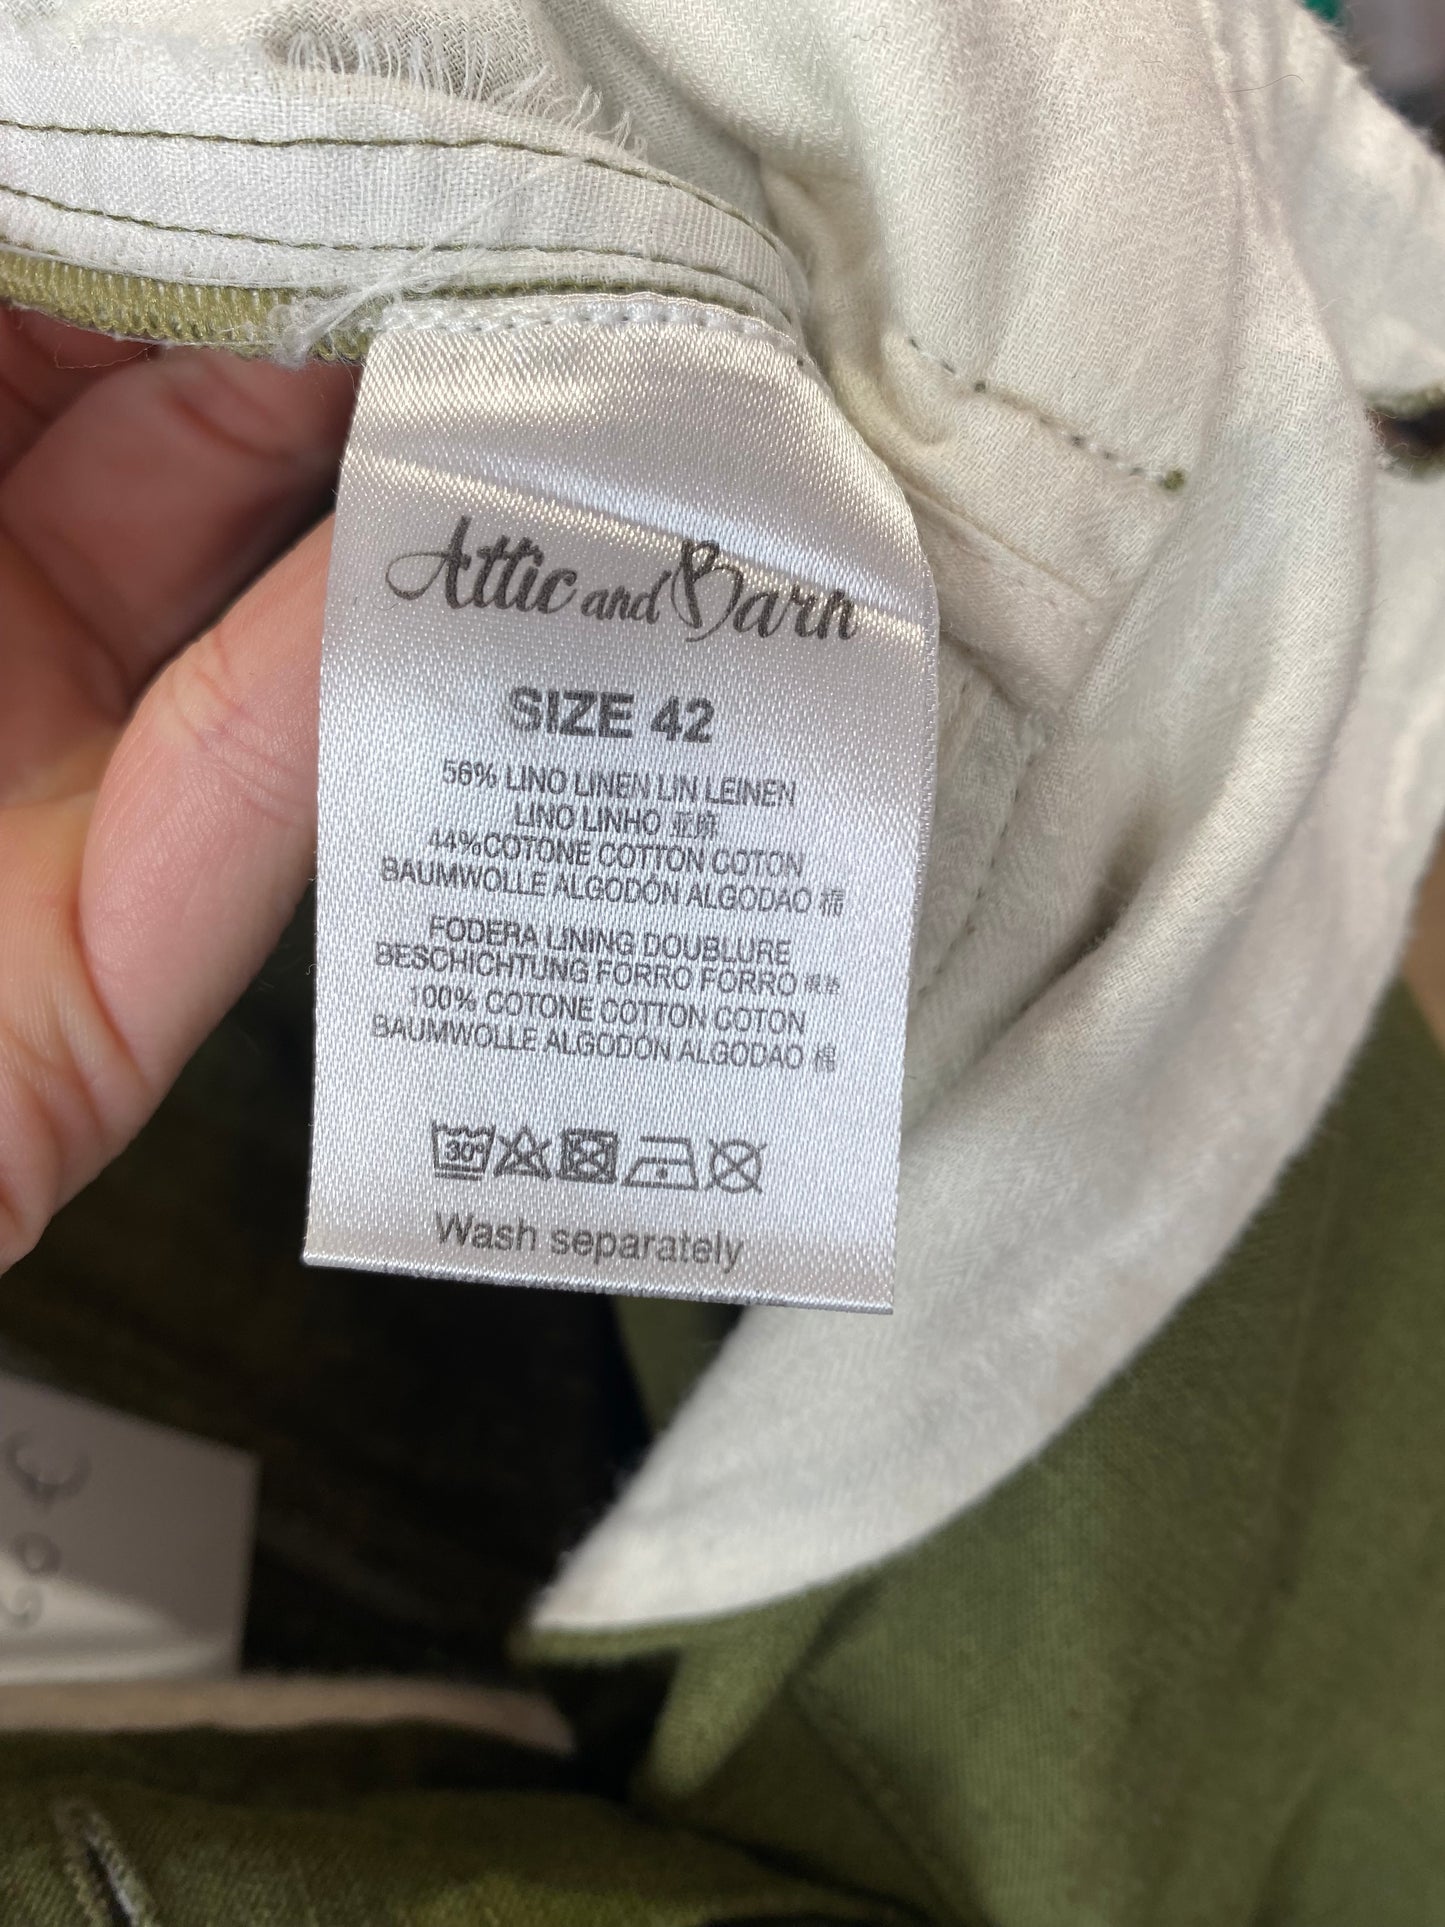 Attic and Barn
SIZE 42
56% LINO LINEN LIN LEINEN
LINO LINHO 亚麻
44%COTONE COTTON COTON
BAUMWOLLE ALGODÓN ALGODAO 棉
FODERA LINING DOUBLURE
BESCHICHTUNG FORRO FORRO
100% COTONE COTTON COTON
BAUMWOLLE ALGODÓN ALGODAO 棉
30°
Wash separately